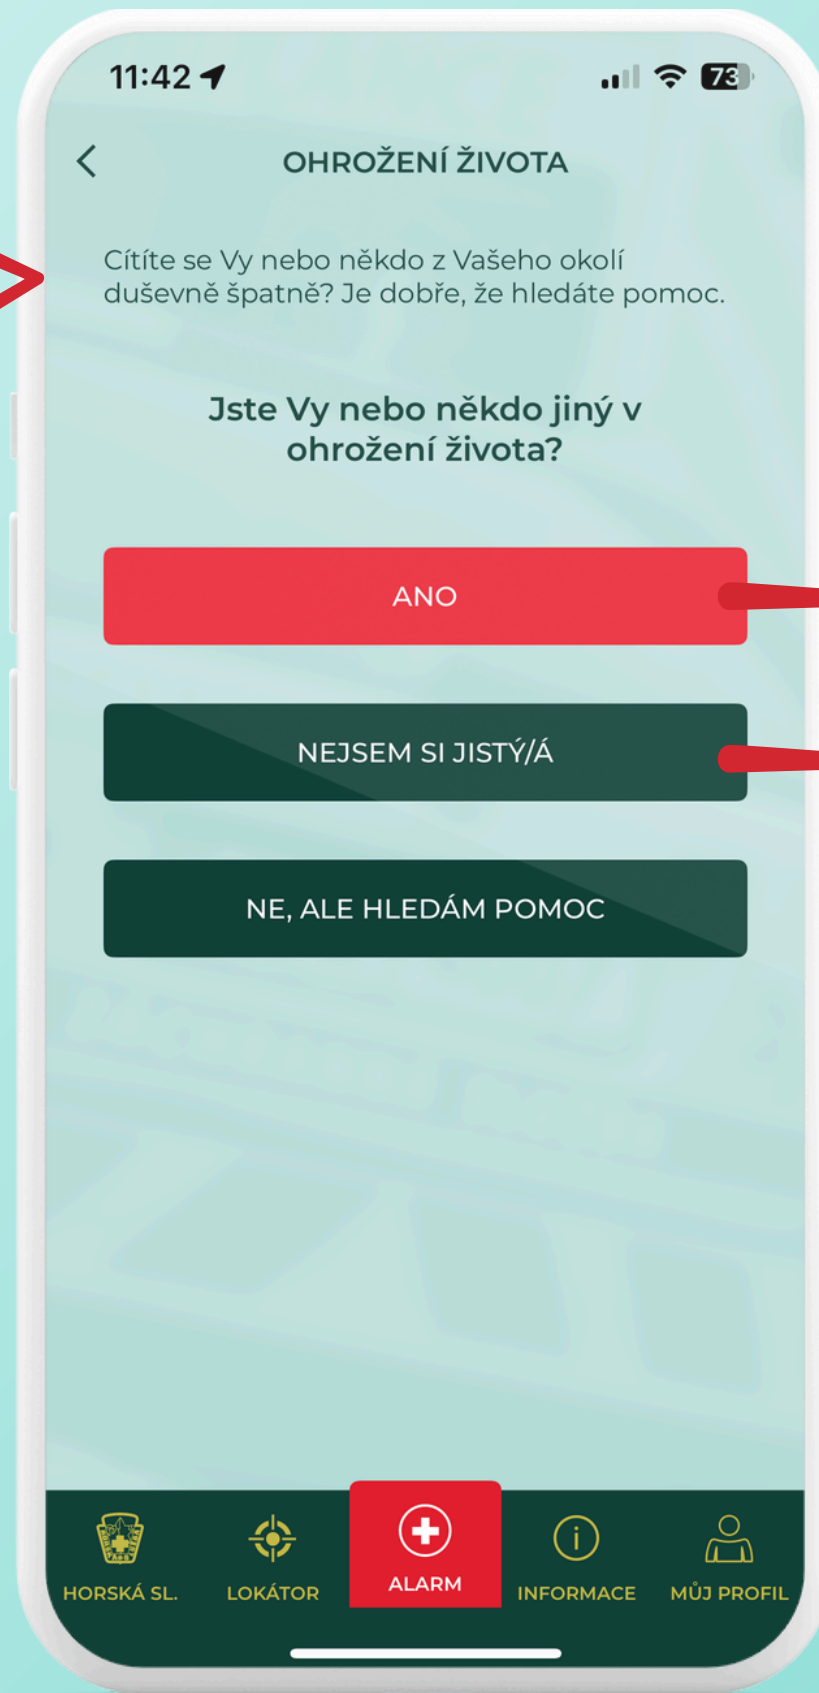 11:42
73
OHROŽENÍ ŽIVOTA
Cítíte se Vy nebo někdo z Vašeho okolí
duševně špatně? Je dobře, že hledáte pomoc.
Jste Vy nebo někdo jiný v
ohrožení života?
ANO
NEJSEM SI JISTÝ/Á
NE, ALE HLEDÁM POMOC
HORSKÁ SL.
LOKÁTOR
ALARM
INFORMACE
MŮJ PROFIL